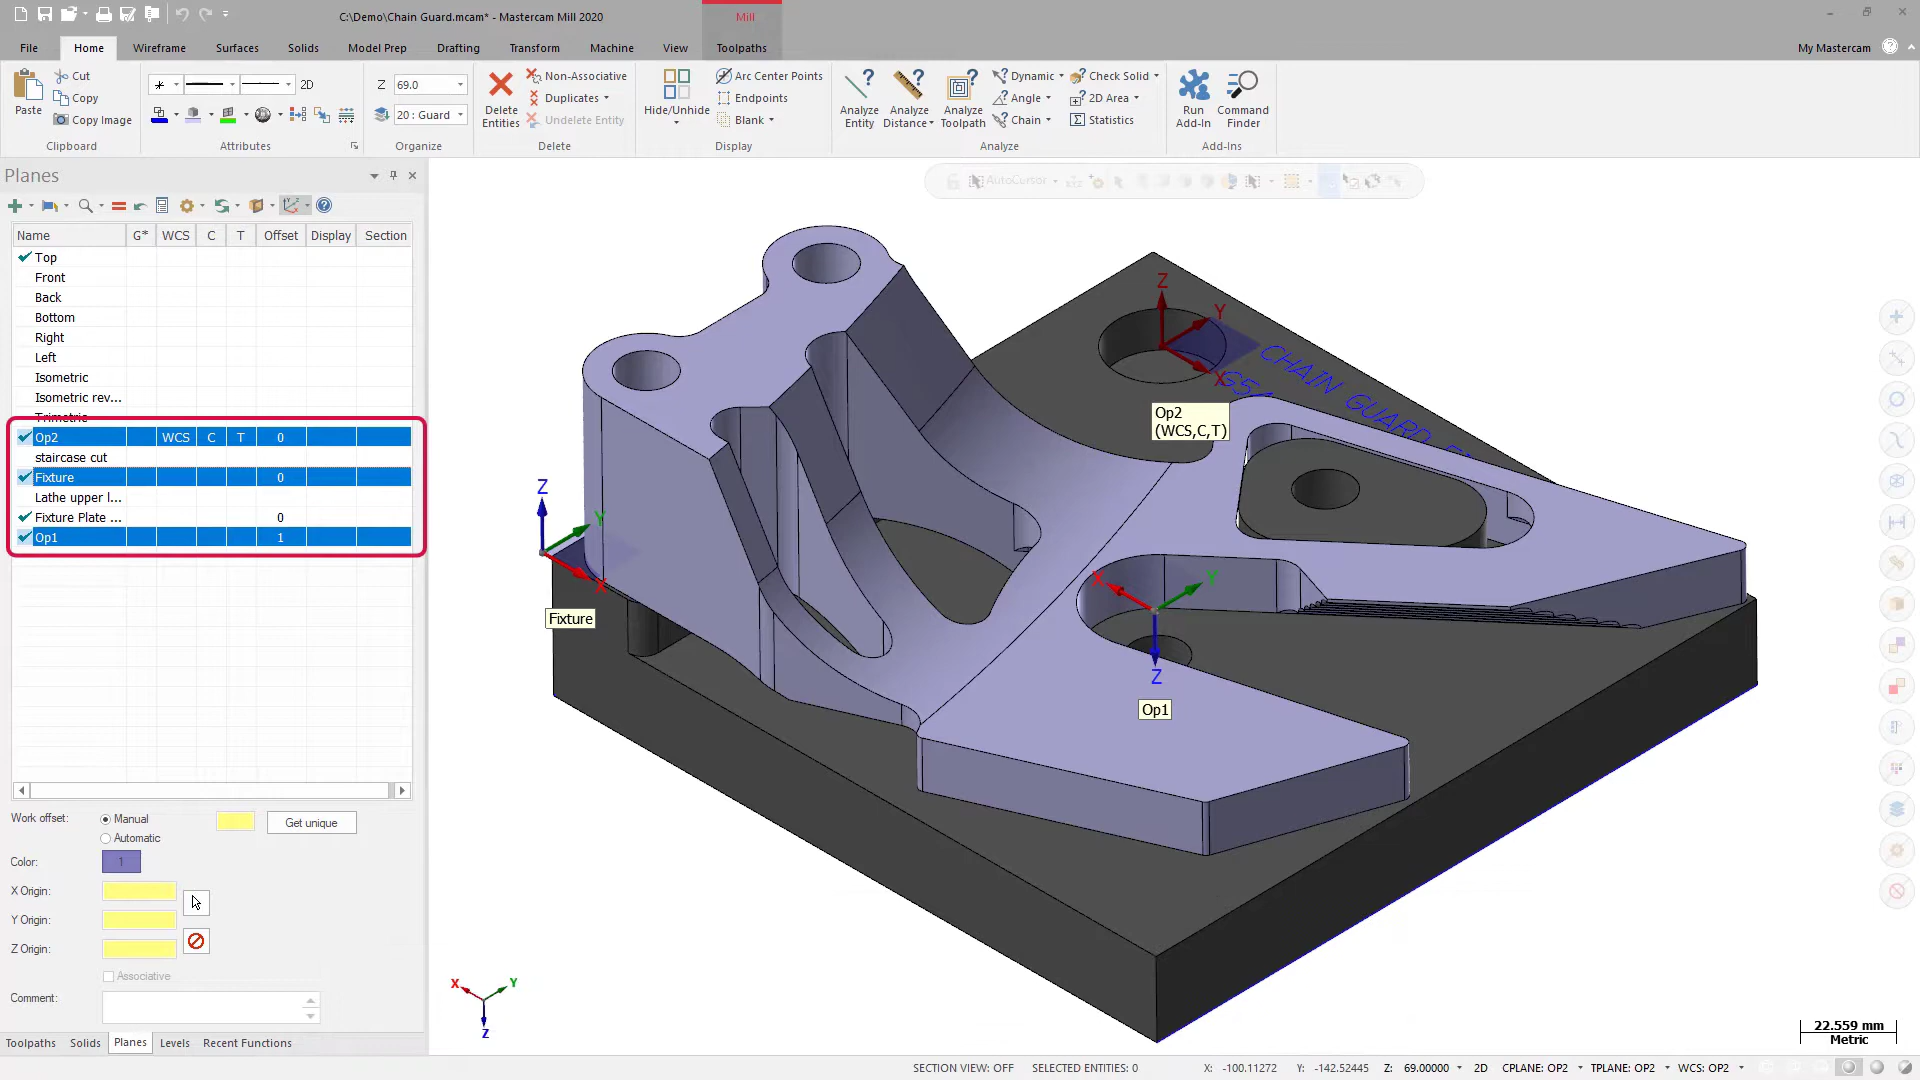 C:\Demo\Chain Guard.mcam* - Mastercam Mill 2020
Mill
File Home Wireframe Surfaces Solids Model Prep Drafting Transform Machine View Toolpaths My Mastercam
Paste
Cut
Copy
Copy Image
Clipboard
2D
Attributes
Z 69.0
20 : Guard
Organize
Delete Entities
Non-Associative
Duplicates
Undelete Entity
Delete
Hide/Unhide
Arc Center Points
Endpoints
Blank
Display
Analyze Entity
Analyze Distance
Analyze Toolpath
Dynamic
Angle
Chain
Check Solid
2D Area
Statistics
Analyze
Run Add-In
Command Finder
Add-Ins
Planes
AutoCursor
Name G* WCS C T Offset Display Section
Top
Front
Back
Bottom
Right
Left
Isometric
Isometric rev...
Trimetric
Op2 WCS C T 0
staircase cut
Fixture 0
Lathe upper l...
Fixture Plate ... 0
Op1 1
Work offset: Manual Get unique
Automatic
Color: 1
X Origin:
Y Origin:
Z Origin:
Associative
Comment:
Toolpaths Solids Planes Levels Recent Functions
Z
Y
X
CHAIN GUARD
Op2
(WCS,C,T)
Z
Y
X
Fixture
X
Y
Z
Op1
X
Y
Z
22.559 mm
Metric
SECTION VIEW: OFF SELECTED ENTITIES: 0 X: -100.11272 Y: -142.52445 Z: 69.00000 2D CPLANE: OP2 TPLANE: OP2 WCS: OP2